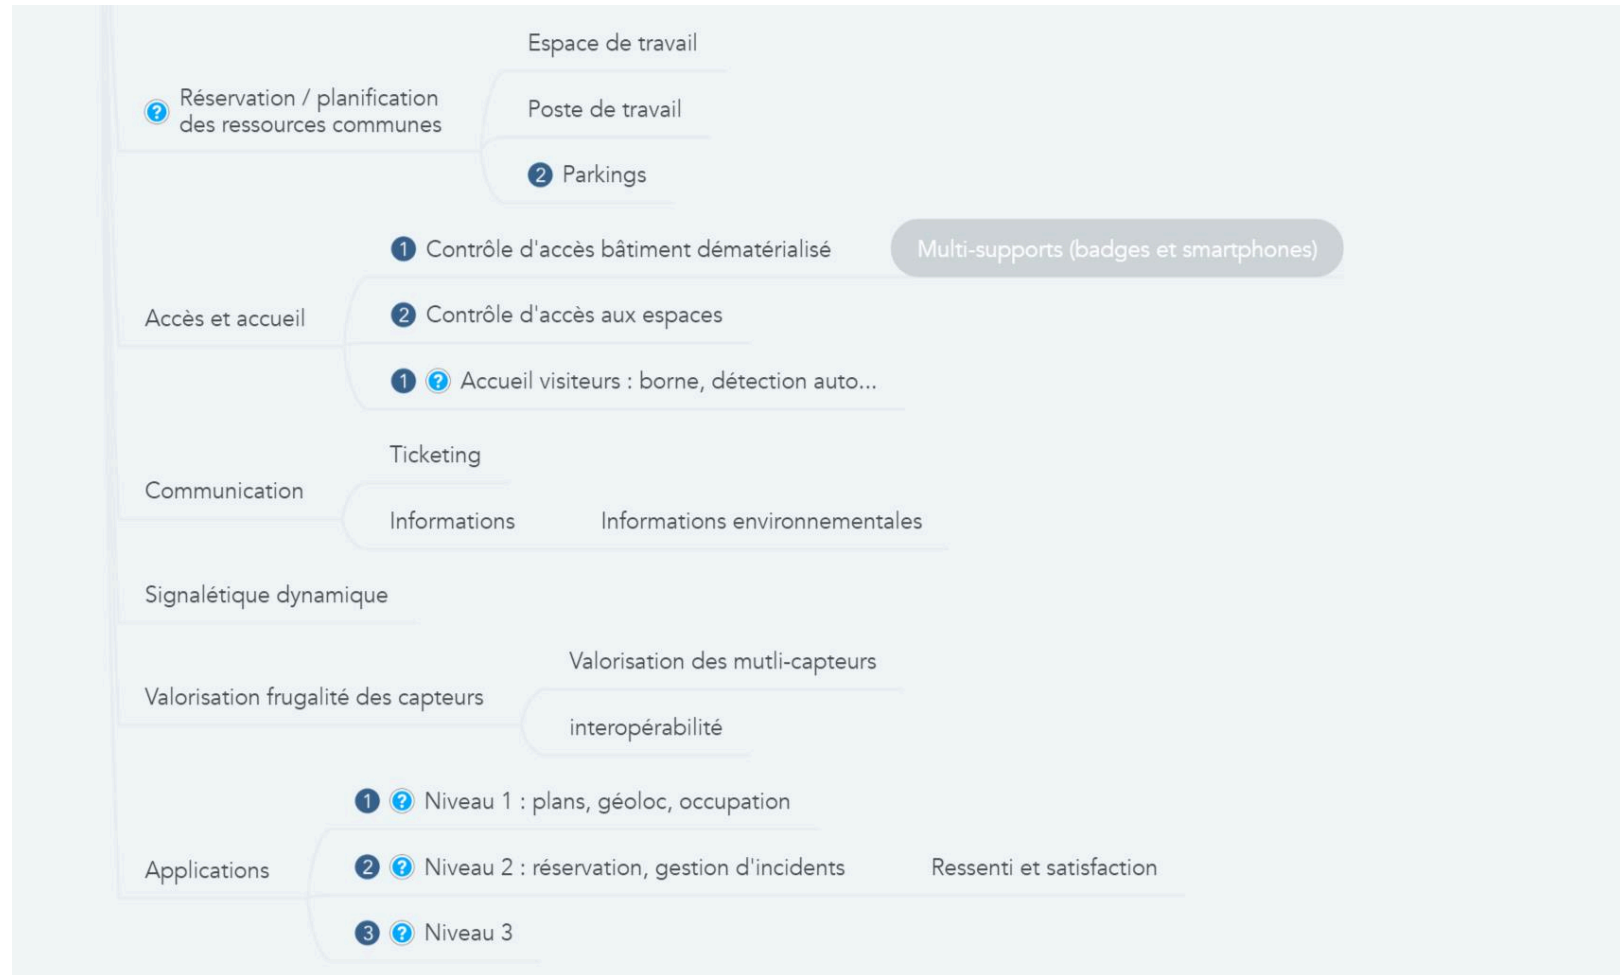 Espace de travail
? Réservation / planification
des ressources communes
Poste de travail
2 Parkings
1 Contrôle d'accès bâtiment dématérialisé
Multi-supports (badges et smartphones)
Accès et accueil
2 Contrôle d'accès aux espaces
1 ? Accueil visiteurs : borne, détection auto...
Ticketing
Communication
Informations
Informations environnementales
Signalétique dynamique
Valorisation des mutli-capteurs
Valorisation frugalité des capteurs
interopérabilité
1 ? Niveau 1 : plans, géoloc, occupation
Applications
2 ? Niveau 2 : réservation, gestion d'incidents
Ressenti et satisfaction
3 ? Niveau 3